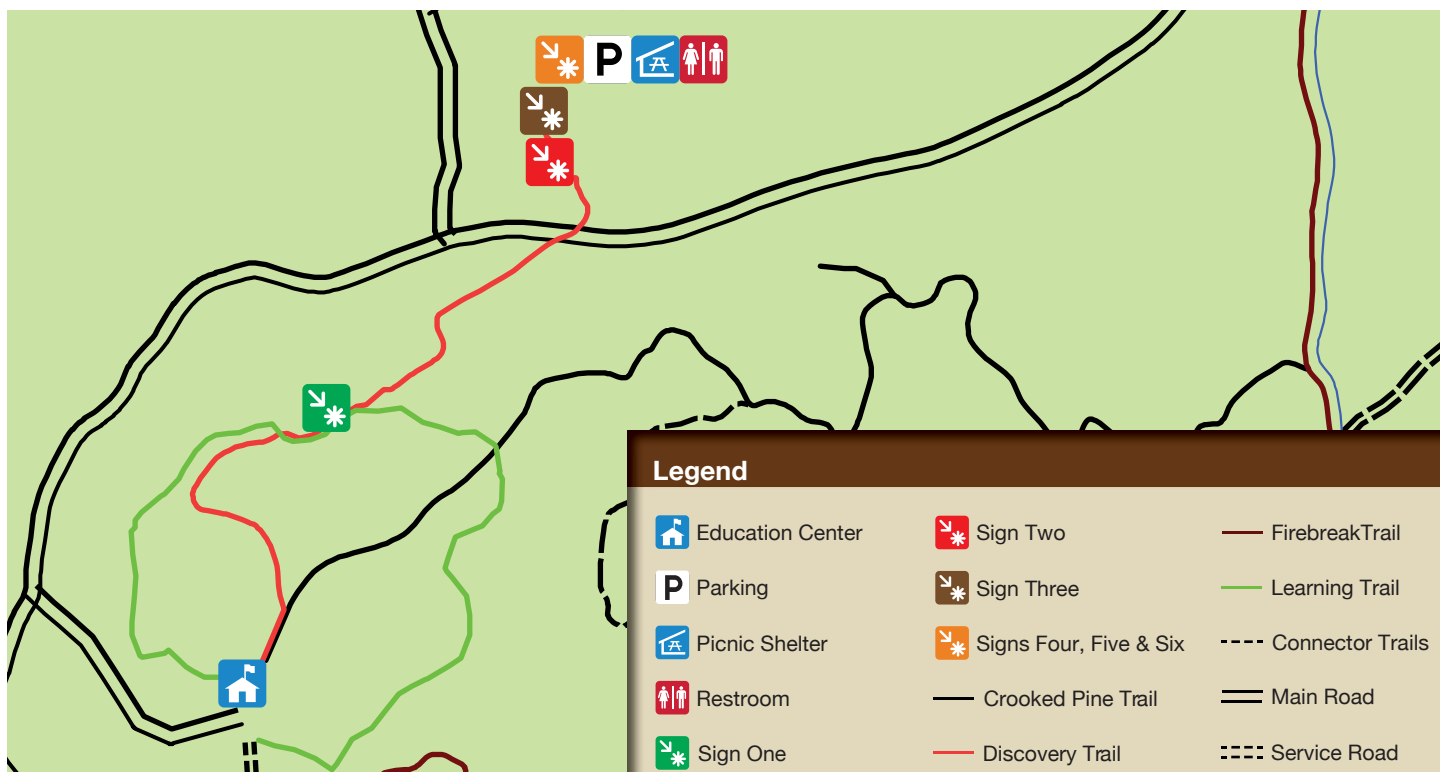 P
Legend
Education Center
Parking
Picnic Shelter
Restroom
Sign One
Sign Two
Sign Three
Signs Four, Five & Six
Crooked Pine Trail
Discovery Trail
FirebreakTrail
Learning Trail
Connector Trails
Main Road
Service Road
P